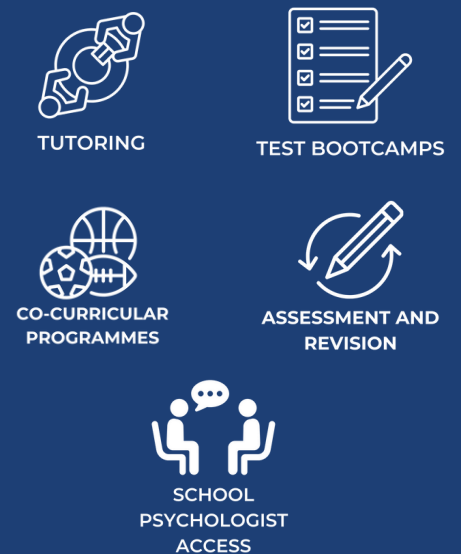 TUTORING
TEST BOOTCAMPS
CO-CURRICULAR
PROGRAMMES
ASSESSMENT AND
REVISION
SCHOOL
PSYCHOLOGIST
ACCESS